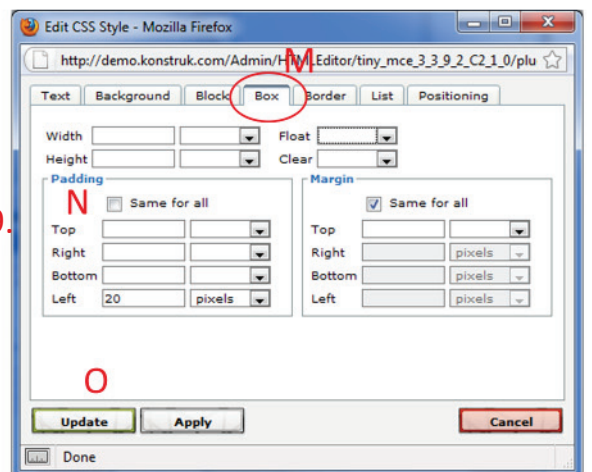 Edit CSS Style - Mozilla Firefox
http://demo.konstruk.com/Admin/HTMLEditor/tiny_mce_3_3_9_2_C2_1_0/plu
M
Text Background Block Box Border List Positioning
Width Float
Height Clear
Padding Margin
N Same for all Same for all
Top Top
Right Right pixels
Bottom Bottom pixels
Left 20 pixels Left pixels
O
Update Apply Cancel
Done